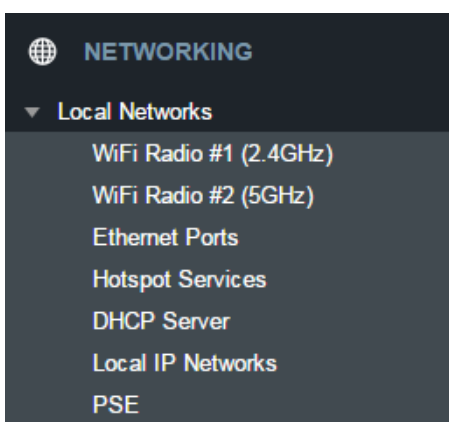 NETWORKING
Local Networks
WiFi Radio #1 (2.4GHz)
WiFi Radio #2 (5GHz)
Ethernet Ports
Hotspot Services
DHCP Server
Local IP Networks
PSE